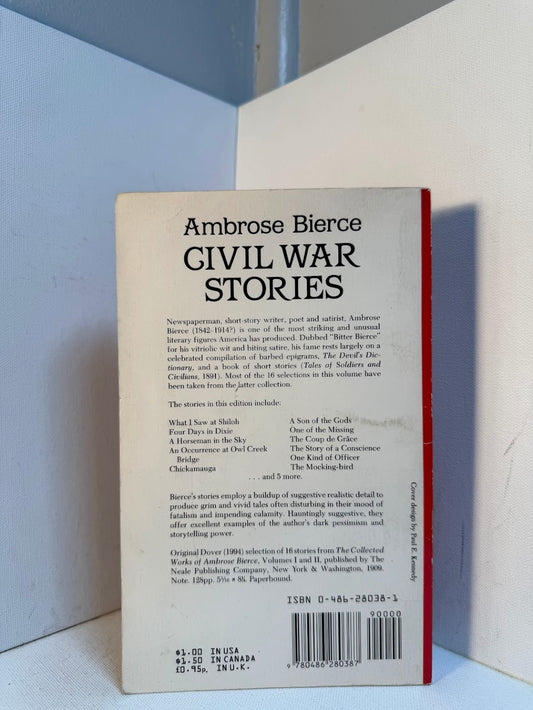 Ambrose Bierce
CIVIL WAR
STORIES
Newspaperman, short-story writer, poet and satirist, Ambrose
Bierce (1842–1914?) is one of the most striking and unusual
literary figures America has produced. Dubbed "Bitter Bierce"
for his vitriolic wit and biting satire, his fame rests largely on a
celebrated compilation of barbed epigrams, The Devil's Dic-
tionary, and a book of short stories (Tales of Soldiers and
Civilians, 1891). Most of the 16 selections in this volume have
been taken from the latter collection.
The stories in this edition include:
What I Saw at Shiloh
Four Days in Dixie
A Horseman in the Sky
An Occurrence at Owl Creek
Bridge
Chickamauga
A Son of the Gods
One of the Missing
The Coup de Grâce
The Story of a Conscience
One Kind of Officer
The Mocking-bird
. . . and 5 more.
Bierce's stories employ a buildup of suggestive realistic detail to
produce grim and vivid tales often disturbing in their mood of
fatalism and impending calamity. Hauntingly suggestive, they
offer excellent examples of the author's dark pessimism and
storytelling power.
Original Dover (1994) selection of 16 stories from The Collected
Works of Ambrose Bierce, Volumes I and II, published by The
Neale Publishing Company, New York & Washington, 1909.
Note. 128pp. 5³⁄₁₆ × 8¼. Paperbound.
Cover design by Paul E. Kennedy
ISBN 0-486-28038-1
90000
9 780486 280387
$1.00 IN USA
$1.50 IN CANADA
£0.95p. IN U.K.